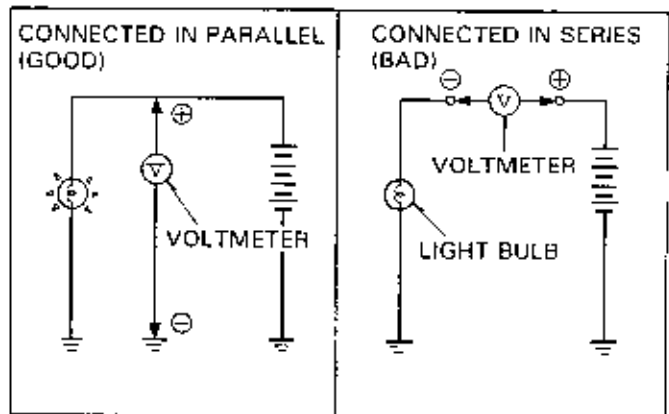 CONNECTED IN PARALLEL
(GOOD)
⊕
V
VOLTMETER
⊖
CONNECTED IN SERIES
(BAD)
⊖ V ⊕
VOLTMETER
LIGHT BULB